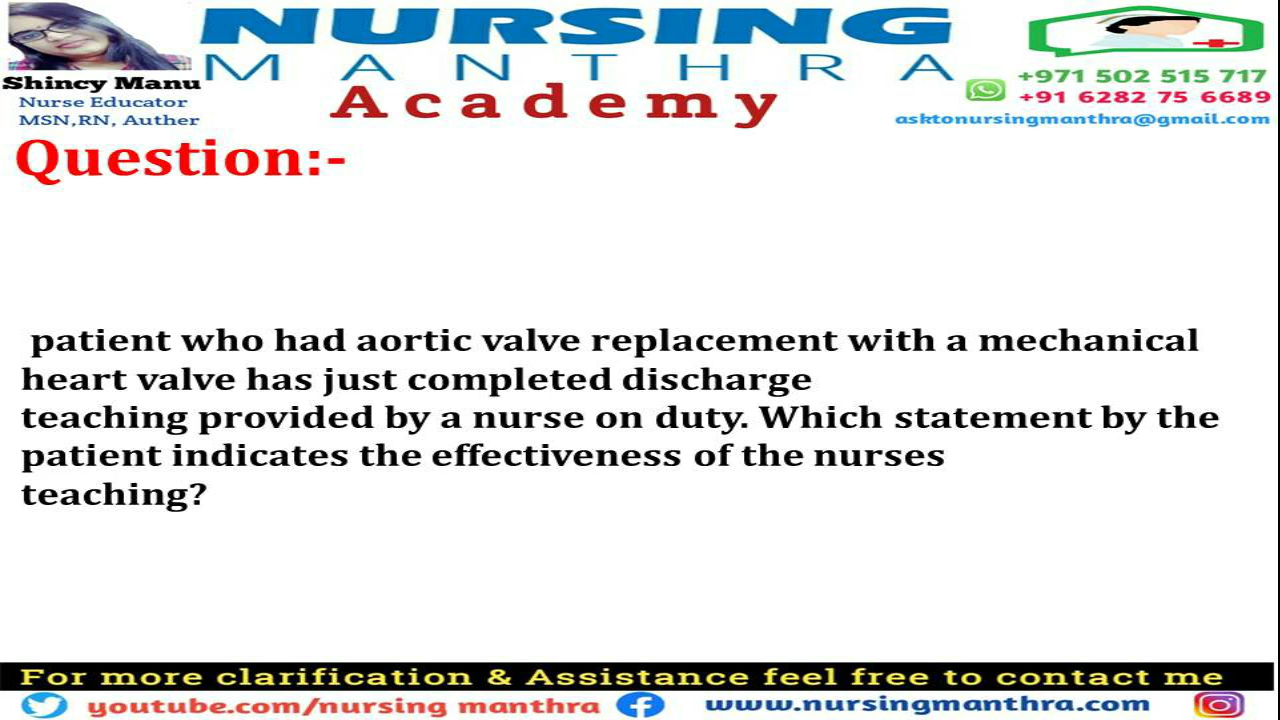 NURSING
MANTHRA
Academy
Shincy Manu
Nurse Educator
MSN,RN, Auther
+971 502 515 717
+91 6282 75 6689
asktonursingmanthra@gmail.com
Question:-
patient who had aortic valve replacement with a mechanical
heart valve has just completed discharge
teaching provided by a nurse on duty. Which statement by the
patient indicates the effectiveness of the nurses
teaching?
For more clarification & Assistance feel free to contact me
youtube.com/nursing manthra
www.nursingmanthra.com